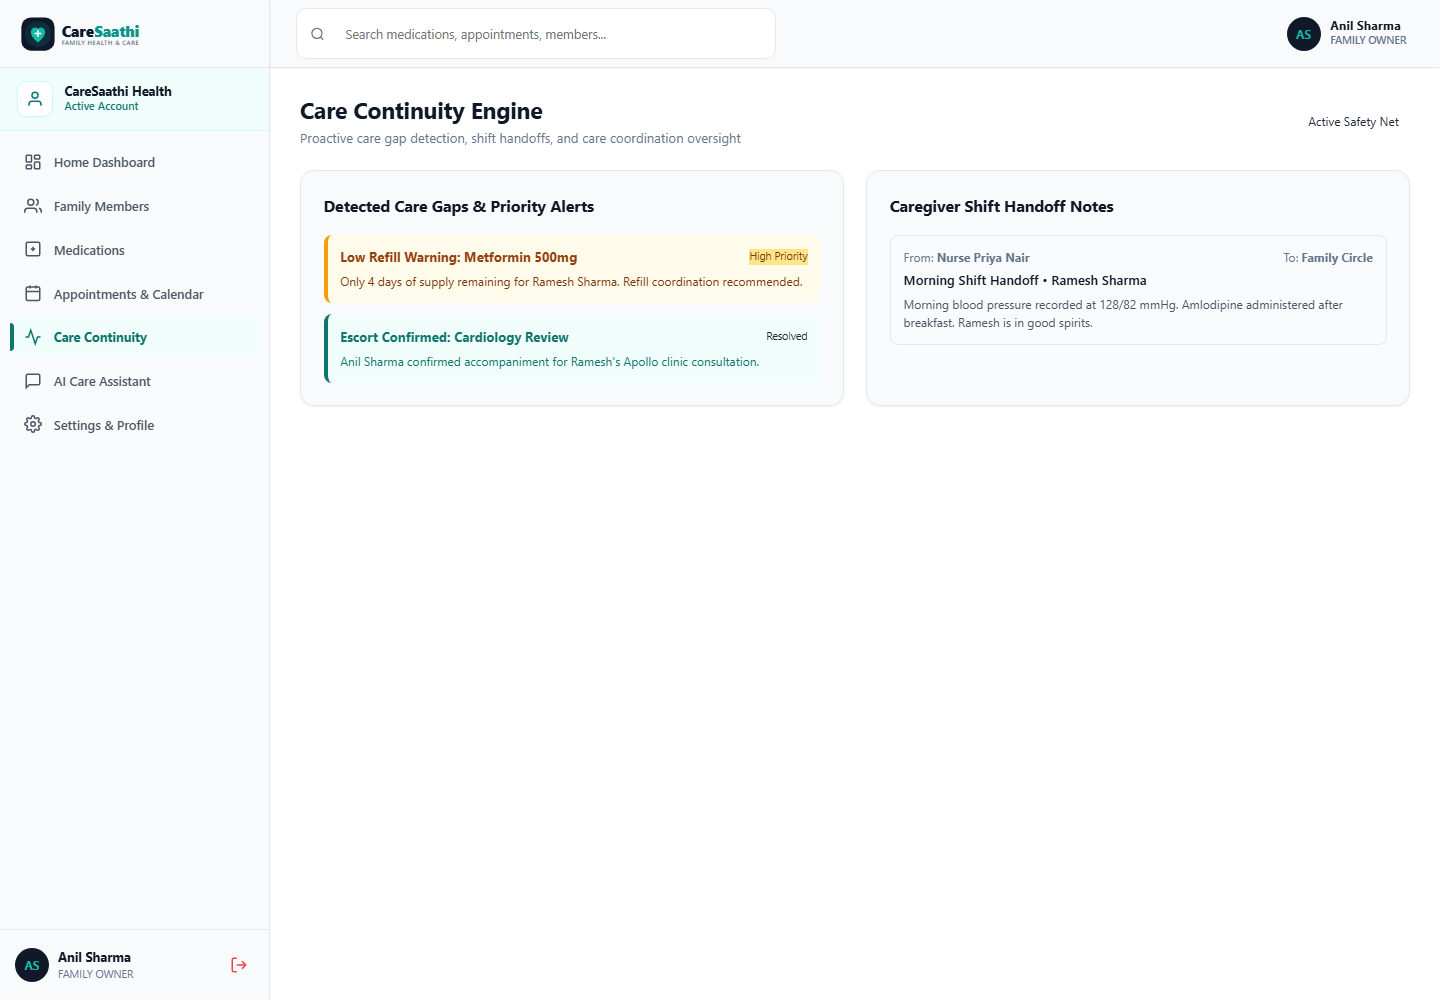 CareSaathi
FAMILY HEALTH & CARE
Search medications, appointments, members...
AS
Anil Sharma
FAMILY OWNER
CareSaathi Health
Active Account
Home Dashboard
Family Members
Medications
Appointments & Calendar
Care Continuity
AI Care Assistant
Settings & Profile
AS
Anil Sharma
FAMILY OWNER
Care Continuity Engine
Proactive care gap detection, shift handoffs, and care coordination oversight
Active Safety Net
Detected Care Gaps & Priority Alerts
Low Refill Warning: Metformin 500mg
High Priority
Only 4 days of supply remaining for Ramesh Sharma. Refill coordination recommended.
Escort Confirmed: Cardiology Review
Resolved
Anil Sharma confirmed accompaniment for Ramesh's Apollo clinic consultation.
Caregiver Shift Handoff Notes
From: Nurse Priya Nair
To: Family Circle
Morning Shift Handoff • Ramesh Sharma
Morning blood pressure recorded at 128/82 mmHg. Amlodipine administered after
breakfast. Ramesh is in good spirits.